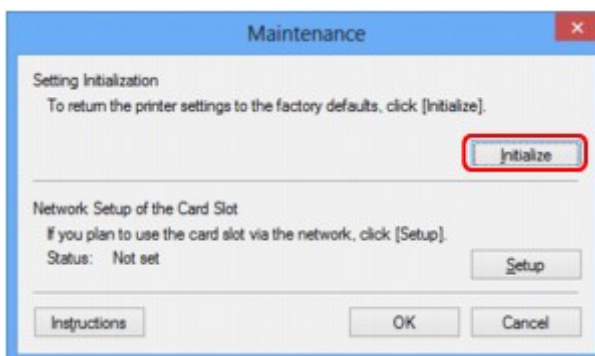 Maintenance
Setting Initialization
To return the printer settings to the factory defaults, click [Initialize].
Initialize
Network Setup of the Card Slot
If you plan to use the card slot via the network, click [Setup].
Status: Not set
Setup
Instructions OK Cancel